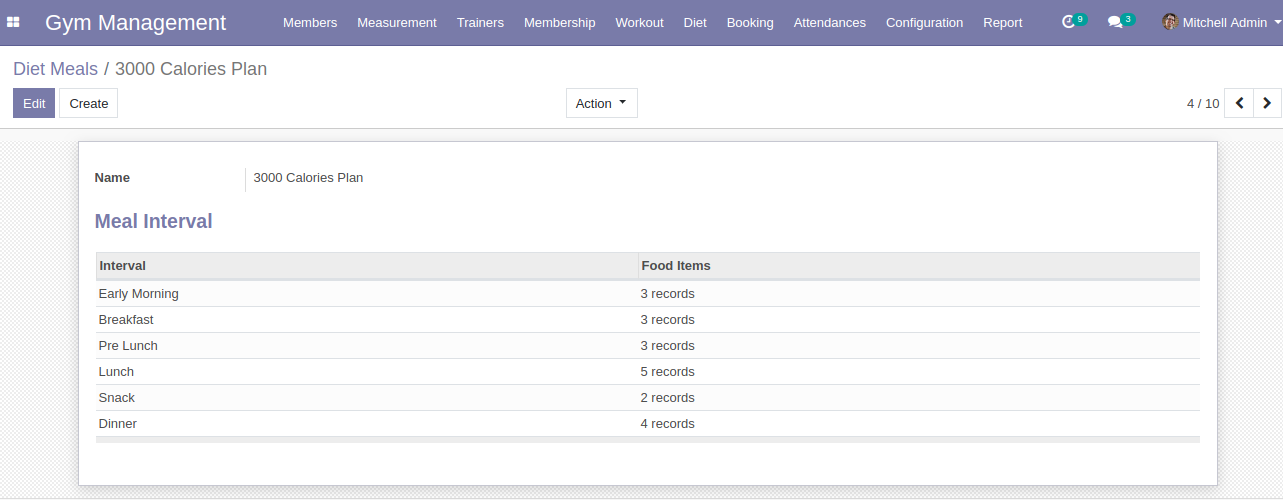 Gym Management Members Measurement Trainers Membership Workout Diet Booking Attendances Configuration Report 9 3 Mitchell Admin
Diet Meals / 3000 Calories Plan
Edit Create Action 4 / 10
Name 3000 Calories Plan
Meal Interval
Interval Food Items
Early Morning 3 records
Breakfast 3 records
Pre Lunch 3 records
Lunch 5 records
Snack 2 records
Dinner 4 records